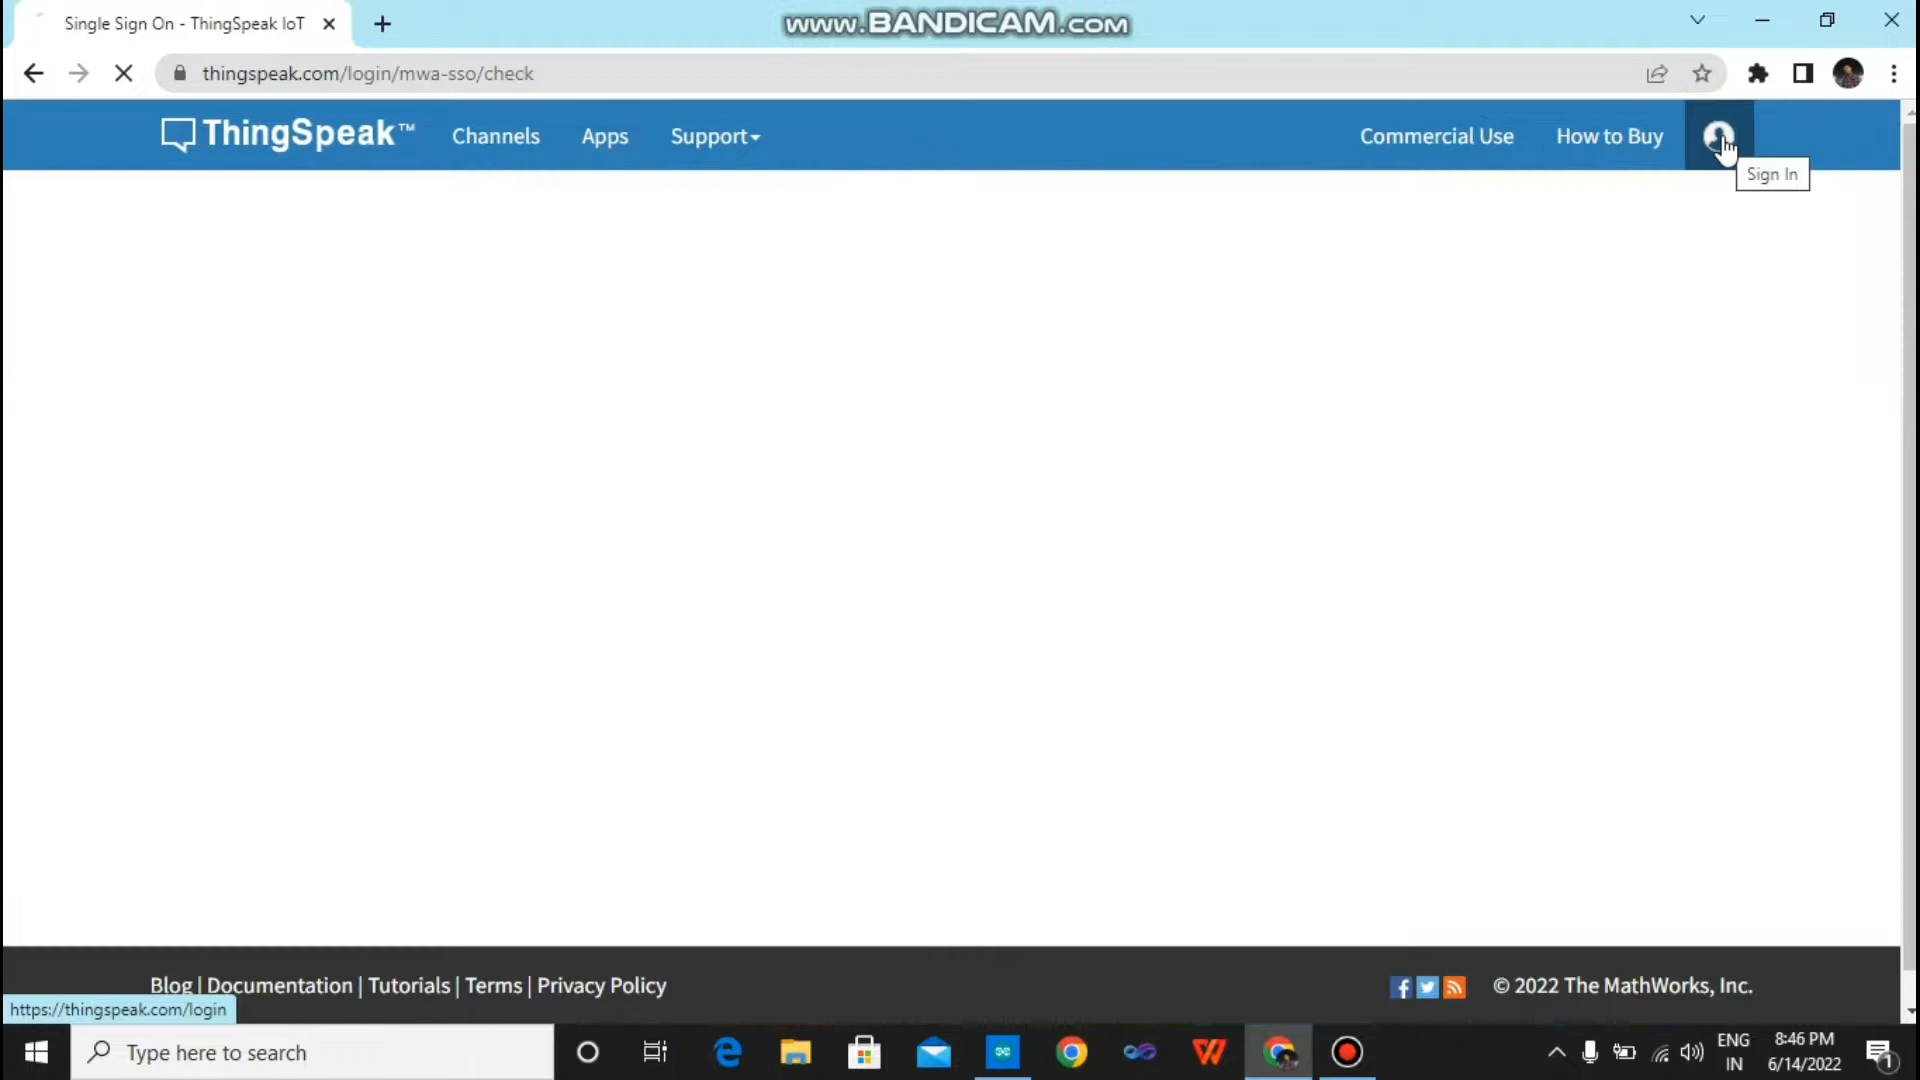 Single Sign On - ThingSpeak IoT
www.BANDICAM.com
thingspeak.com/login/mwa-sso/check
ThingSpeak™ Channels Apps Support Commercial Use How to Buy
Sign In
Blog | Documentation | Tutorials | Terms | Privacy Policy © 2022 The MathWorks, Inc.
https://thingspeak.com/login
Type here to search
ENG 8:46 PM
IN 6/14/2022
1